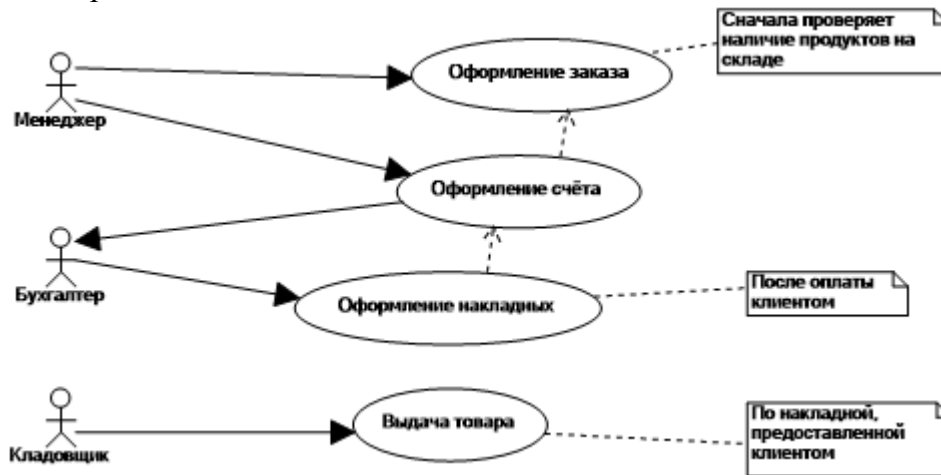 Сначала проверяет
наличие продуктов на
складе
Оформление заказа
Менеджер
Оформление счёта
Бухгалтер
Оформление накладных
После оплаты
клиентом
Кладовщик
Выдача товара
По накладной,
предоставленной
клиентом